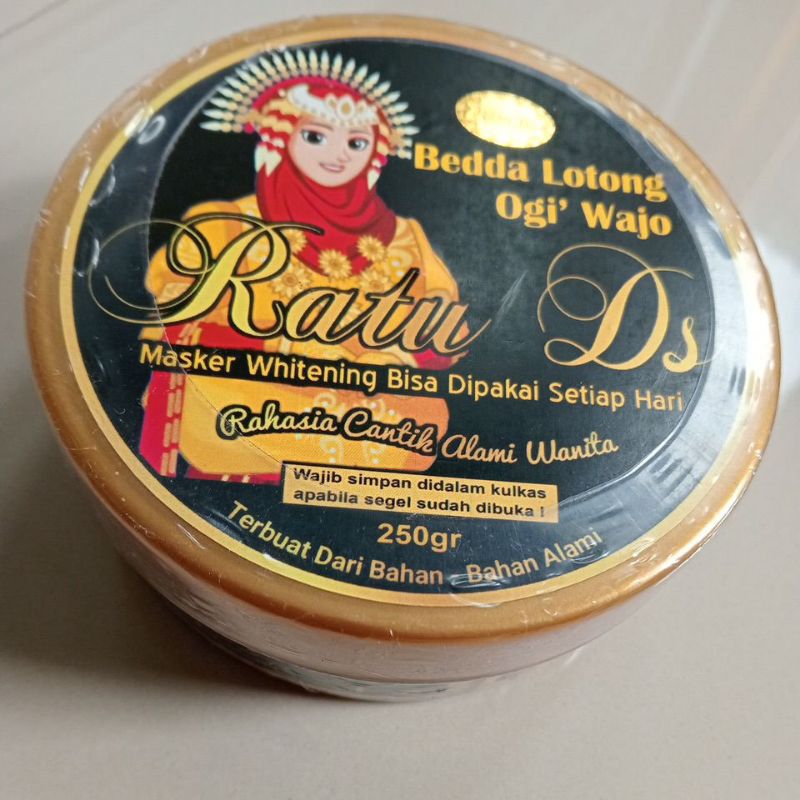 Bedda Lotong
Ogi' Wajo
Ratu Ds
Masker Whitening Bisa Dipakai Setiap Hari
Rahasia Cantik Alami Wanita
Wajib simpan didalam kulkas
apabila segel sudah dibuka !
250gr
Terbuat Dari Bahan - Bahan Alami